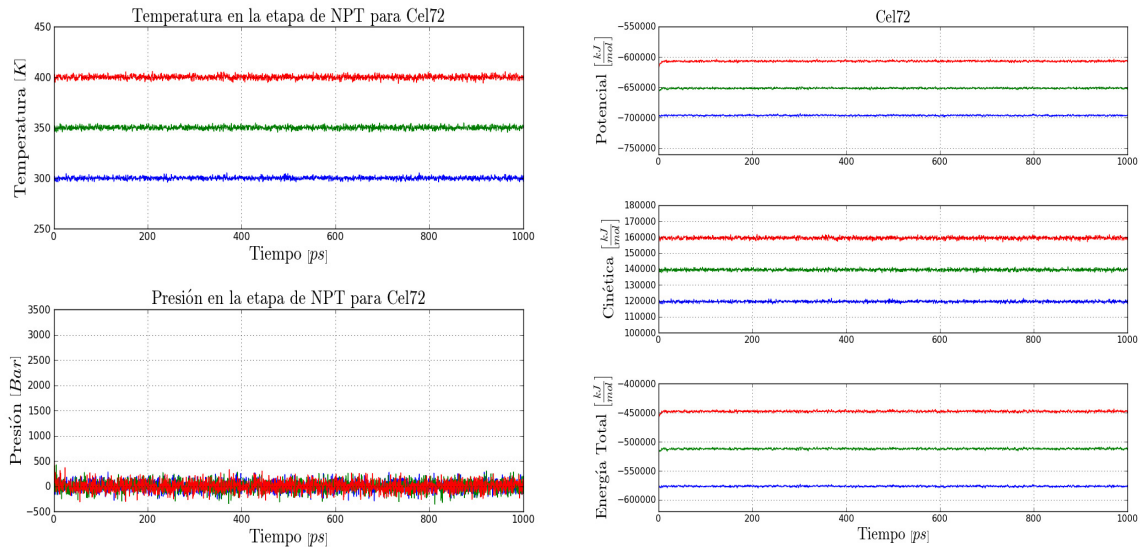 Temperatura en la etapa de NPT para Cel72
Temperatura [K]
450
400
350
300
250
0 200 400 600 800 1000
Tiempo [ps]
Presión en la etapa de NPT para Cel72
Presión [Bar]
3500
3000
2500
2000
1500
1000
500
0
−500
0 200 400 600 800 1000
Tiempo [ps]
Cel72
Potencial [kJ/mol]
−550000
−600000
−650000
−700000
−750000
0 200 400 600 800 1000
Cinética [kJ/mol]
180000
170000
160000
150000
140000
130000
120000
110000
100000
0 200 400 600 800 1000
Energia Total [kJ/mol]
−400000
−450000
−500000
−550000
−600000
0 200 400 600 800 1000
Tiempo [ps]